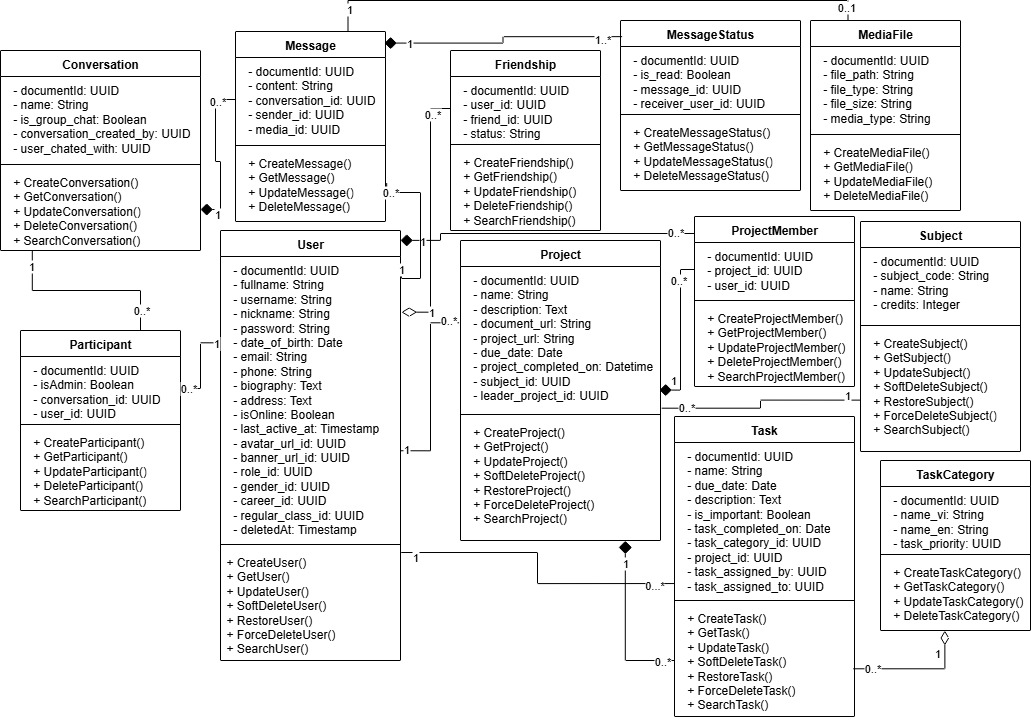 1
0..1
Message
- documentId: UUID
- content: String
- conversation_id: UUID
- sender_id: UUID
- media_id: UUID
+ CreateMessage()
+ GetMessage()
+ UpdateMessage()
+ DeleteMessage()
1
1..*
MessageStatus
- documentId: UUID
- is_read: Boolean
- message_id: UUID
- receiver_user_id: UUID
+ CreateMessageStatus()
+ GetMessageStatus()
+ UpdateMessageStatus()
+ DeleteMessageStatus()
MediaFile
- documentId: UUID
- file_path: String
- file_type: String
- file_size: String
- media_type: String
+ CreateMediaFile()
+ GetMediaFile()
+ UpdateMediaFile()
+ DeleteMediaFile()
Conversation
- documentId: UUID
- name: String
- is_group_chat: Boolean
- conversation_created_by: UUID
- user_chated_with: UUID
+ CreateConversation()
+ GetConversation()
+ UpdateConversation()
+ DeleteConversation()
+ SearchConversation()
0..*
1
Friendship
- documentId: UUID
- user_id: UUID
- friend_id: UUID
- status: String
+ CreateFriendship()
+ GetFriendship()
+ UpdateFriendship()
+ DeleteFriendship()
+ SearchFriendship()
0..*
0..*
1
0..*
User
- documentId: UUID
- fullname: String
- username: String
- nickname: String
- password: String
- date_of_birth: Date
- email: String
- phone: String
- biography: Text
- address: Text
- isOnline: Boolean
- last_active_at: Timestamp
- avatar_url_id: UUID
- banner_url_id: UUID
- role_id: UUID
- gender_id: UUID
- career_id: UUID
- regular_class_id: UUID
- deletedAt: Timestamp
+ CreateUser()
+ GetUser()
+ UpdateUser()
+ SoftDeleteUser()
+ RestoreUser()
+ ForceDeleteUser()
+ SearchUser()
1
1
0..*
1
Project
- documentId: UUID
- name: String
- description: Text
- document_url: String
- project_url: String
- due_date: Date
- project_completed_on: Datetime
- subject_id: UUID
- leader_project_id: UUID
+ CreateProject()
+ GetProject()
+ UpdateProject()
+ SoftDeleteProject()
+ RestoreProject()
+ ForceDeleteProject()
+ SearchProject()
ProjectMember
- documentId: UUID
- project_id: UUID
- user_id: UUID
+ CreateProjectMember()
+ GetProjectMember()
+ UpdateProjectMember()
+ DeleteProjectMember()
+ SearchProjectMember()
0..*
1
Subject
- documentId: UUID
- subject_code: String
- name: String
- credits: Integer
+ CreateSubject()
+ GetSubject()
+ UpdateSubject()
+ SoftDeleteSubject()
+ RestoreSubject()
+ ForceDeleteSubject()
+ SearchSubject()
0..*
1
1
0..*
Participant
- documentId: UUID
- isAdmin: Boolean
- conversation_id: UUID
- user_id: UUID
+ CreateParticipant()
+ GetParticipant()
+ UpdateParticipant()
+ DeleteParticipant()
+ SearchParticipant()
1
0..*
Task
- documentId: UUID
- name: String
- due_date: Date
- description: Text
- is_important: Boolean
- task_completed_on: Date
- task_category_id: UUID
- project_id: UUID
- task_assigned_by: UUID
- task_assigned_to: UUID
+ CreateTask()
+ GetTask()
+ UpdateTask()
+ SoftDeleteTask()
+ RestoreTask()
+ ForceDeleteTask()
+ SearchTask()
1
0..*
1
0..*
TaskCategory
- documentId: UUID
- name_vi: String
- name_en: String
- task_priority: UUID
+ CreateTaskCategory()
+ GetTaskCategory()
+ UpdateTaskCategory()
+ DeleteTaskCategory()
1
0..*